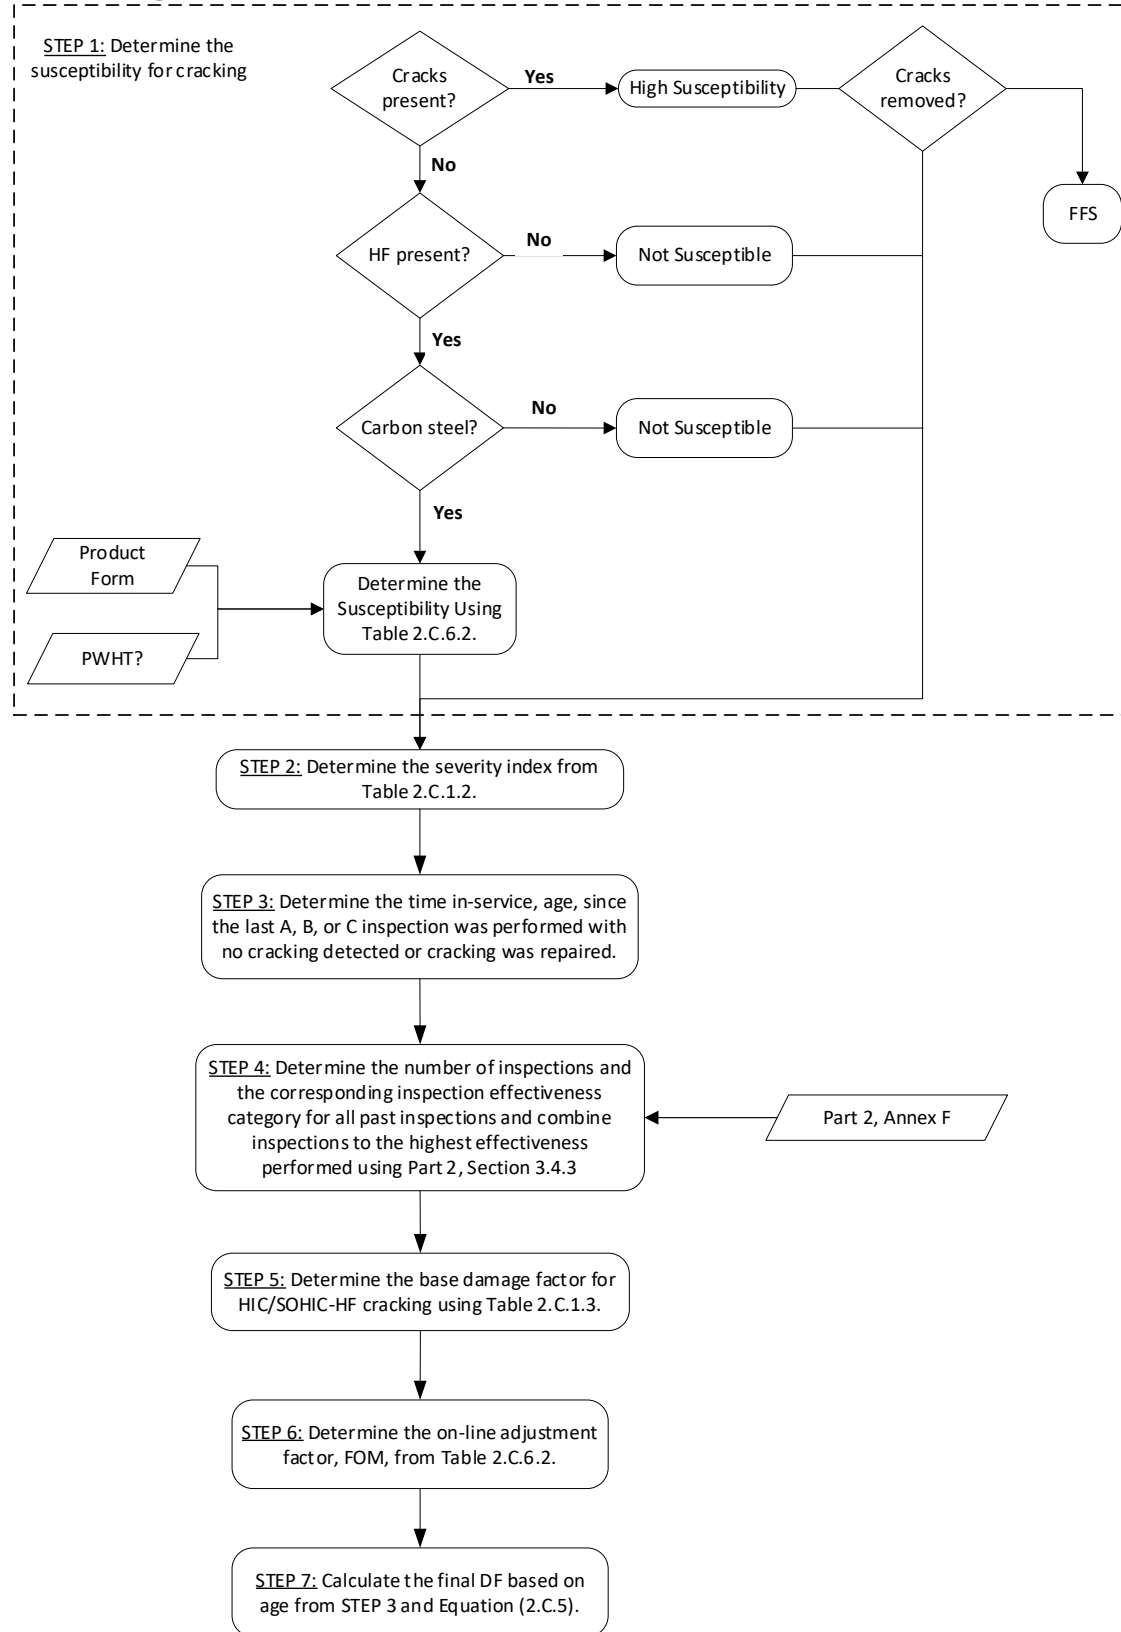 STEP 1: Determine the
susceptibility for cracking
Cracks
present?
Yes
High Susceptibility
Cracks
removed?
No
FFS
HF present?
No
Not Susceptible
Yes
Carbon steel?
No
Not Susceptible
Yes
Product
Form
PWHT?
Determine the
Susceptibility Using
Table 2.C.6.2.
STEP 2: Determine the severity index from
Table 2.C.1.2.
STEP 3: Determine the time in-service, age, since
the last A, B, or C inspection was performed with
no cracking detected or cracking was repaired.
STEP 4: Determine the number of inspections and
the corresponding inspection effectiveness
category for all past inspections and combine
inspections to the highest effectiveness
performed using Part 2, Section 3.4.3
Part 2, Annex F
STEP 5: Determine the base damage factor for
HIC/SOHIC-HF cracking using Table 2.C.1.3.
STEP 6: Determine the on-line adjustment
factor, FOM, from Table 2.C.6.2.
STEP 7: Calculate the final DF based on
age from STEP 3 and Equation (2.C.5).